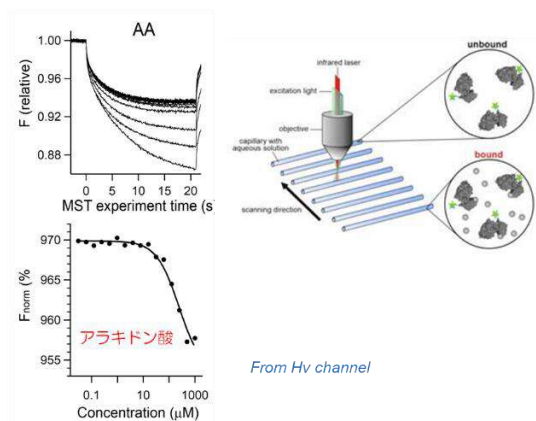 AA
1.00
0.96
0.92
0.88
F (relative)
0 5 10 15 20
MST experiment time (s
970
965
960
955
Fnorm (%
アラキドン酸
0.1 10 1000
Concentration (µM)
infrared laser
excitation light
objective
capillary with
aqueous solution
scanning direction
unbound
bound
From Hv channel